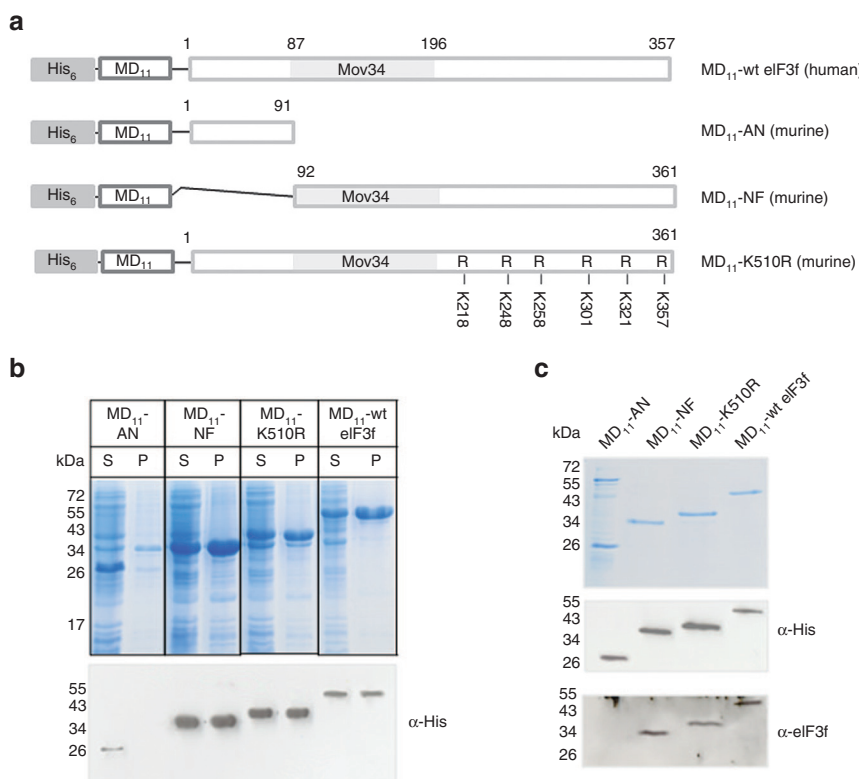 a
1 87 196 357
His6 MD11 Mov34 MD11-wt eIF3f (human)
1 91
His6 MD11 MD11-AN (murine)
92 361
His6 MD11 Mov34 MD11-NF (murine)
1 361
His6 MD11 Mov34 R R R R R R MD11-K510R (murine)
K218 K248 K258 K301 K321 K357
b
MD11-AN MD11-NF MD11-K510R MD11-wt eIF3f
kDa S P S P S P S P
72
55
43
34
26
17
55
43
34
26
α-His
c
MD11-AN MD11-NF MD11-K510R MD11-wt eIF3f
kDa
72
55
43
34
26
55
43
34
26
α-His
55
43
34
26
α-eIF3f